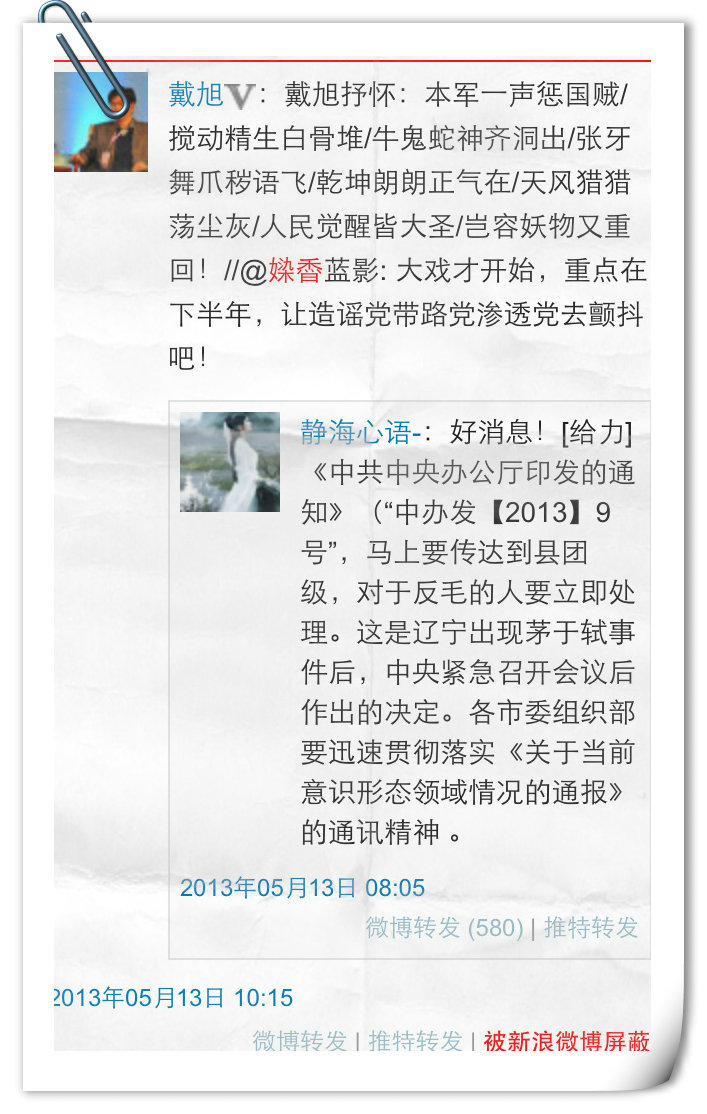 戴旭V：戴旭抒怀：本军一声惩国贼/
搅动精生白骨堆/牛鬼蛇神齐洞出/张牙
舞爪秽语飞/乾坤朗朗正气在/天风猎猎
荡尘灰/人民觉醒皆大圣/岂容妖物又重
回！//@㛦香蓝影: 大戏才开始，重点在
下半年，让造谣党带路党渗透党去颤抖
吧！
静海心语-：好消息！[给力]
《中共中央办公厅印发的通
知》（“中办发【2013】9
号”，马上要传达到县团
级，对于反毛的人要立即处
理。这是辽宁出现茅于轼事
件后，中央紧急召开会议后
作出的决定。各市委组织部
要迅速贯彻落实《关于当前
意识形态领域情况的通报》
的通讯精神 。
2013年05月13日 08:05
微博转发 (580) | 推特转发
2013年05月13日 10:15
微博转发 | 推特转发 | 被新浪微博屏蔽